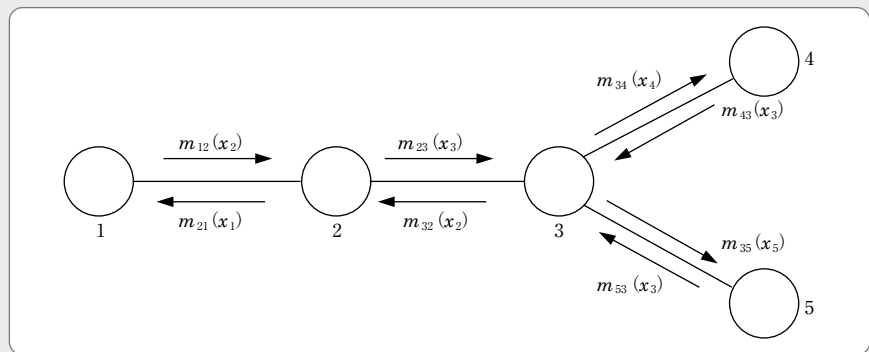 m₃₄(x₄)
4
m₄₃(x₃)
m₁₂(x₂)
m₂₃(x₃)
m₂₁(x₁)
m₃₂(x₂)
1
2
3
m₃₅(x₅)
m₅₃(x₃)
5